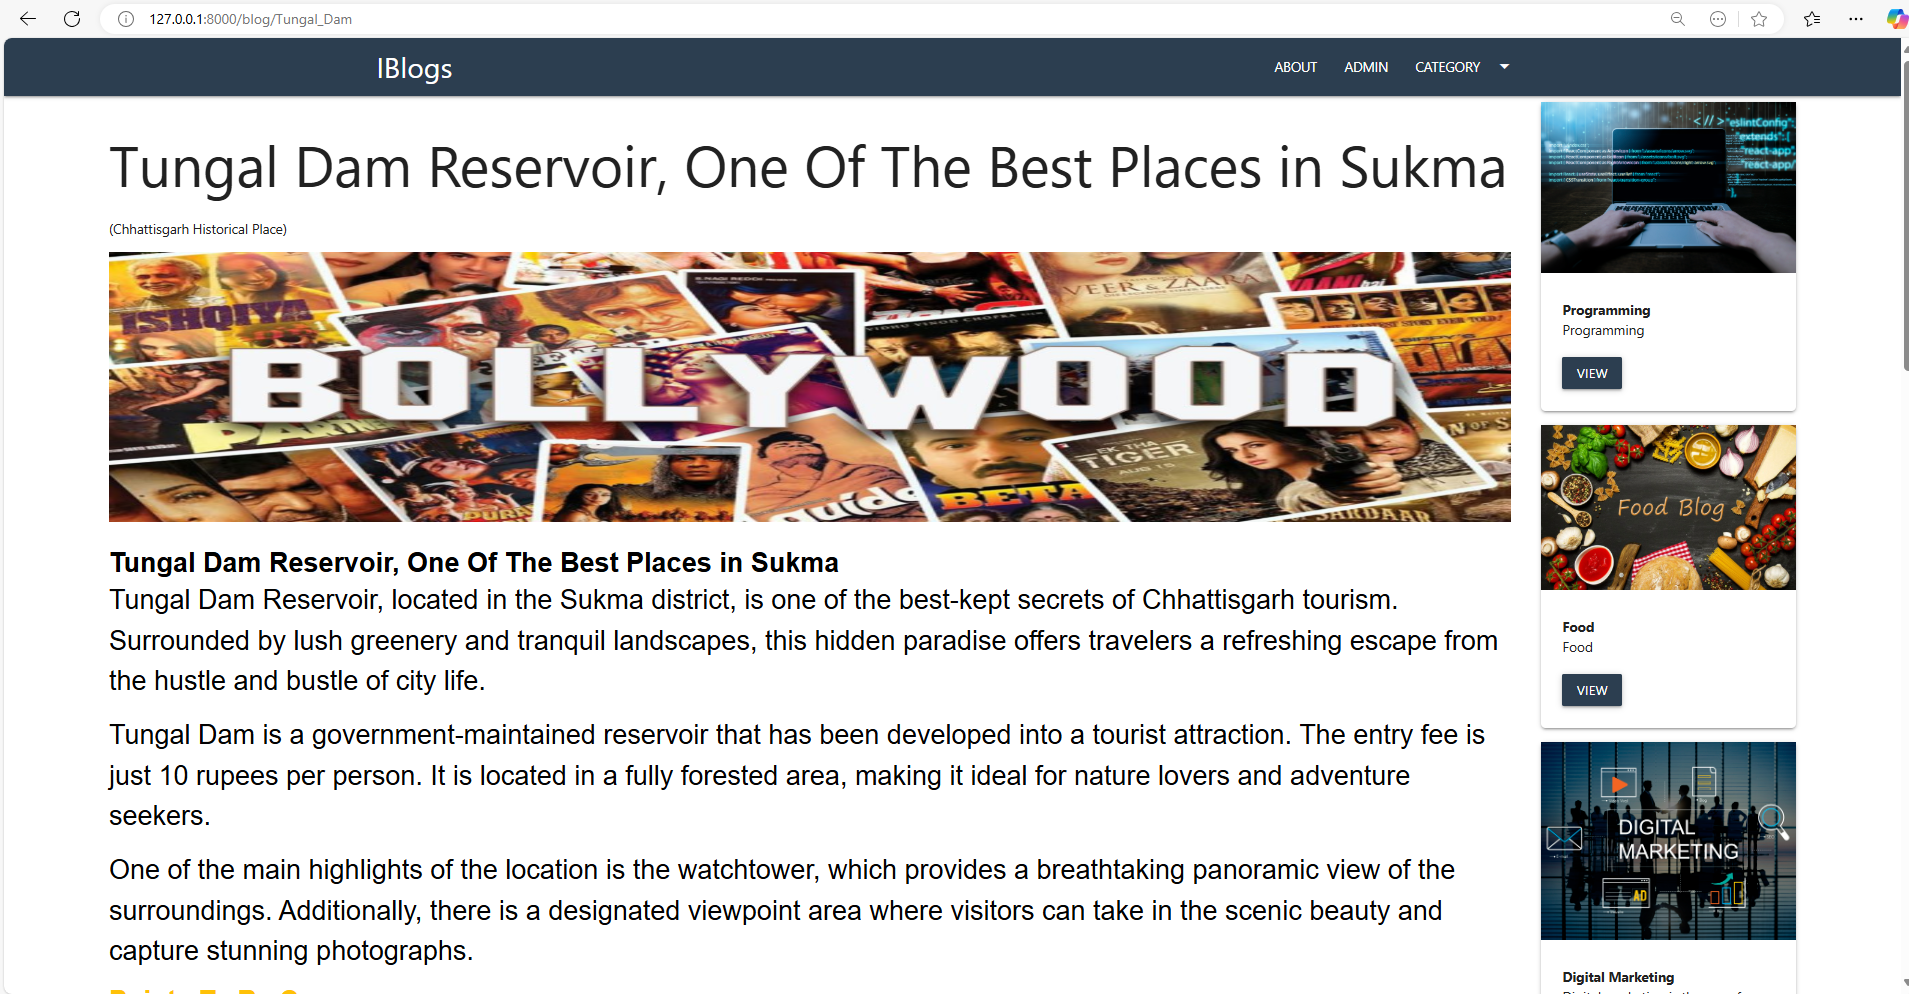 127.0.0.1:8000/blog/Tungal_Dam
IBlogs
ABOUT
ADMIN
CATEGORY
Tungal Dam Reservoir, One Of The Best Places in Sukma
(Chhattisgarh Historical Place)
ISHQIYA
VEER & ZAARA
BOLLYWOOD
EK THA
TIGER
AUG 15
BETA
SARDAAR
Tungal Dam Reservoir, One Of The Best Places in Sukma
Tungal Dam Reservoir, located in the Sukma district, is one of the best-kept secrets of Chhattisgarh tourism.
Surrounded by lush greenery and tranquil landscapes, this hidden paradise offers travelers a refreshing escape from
the hustle and bustle of city life.
Tungal Dam is a government-maintained reservoir that has been developed into a tourist attraction. The entry fee is
just 10 rupees per person. It is located in a fully forested area, making it ideal for nature lovers and adventure
seekers.
One of the main highlights of the location is the watchtower, which provides a breathtaking panoramic view of the
surroundings. Additionally, there is a designated viewpoint area where visitors can take in the scenic beauty and
capture stunning photographs.
</> "eslintConfig":
"extends": [
"react-app",
"react-app/
Programming
Programming
VIEW
Food Blog
Food
Food
VIEW
DIGITAL
MARKETING
AD
Digital Marketing